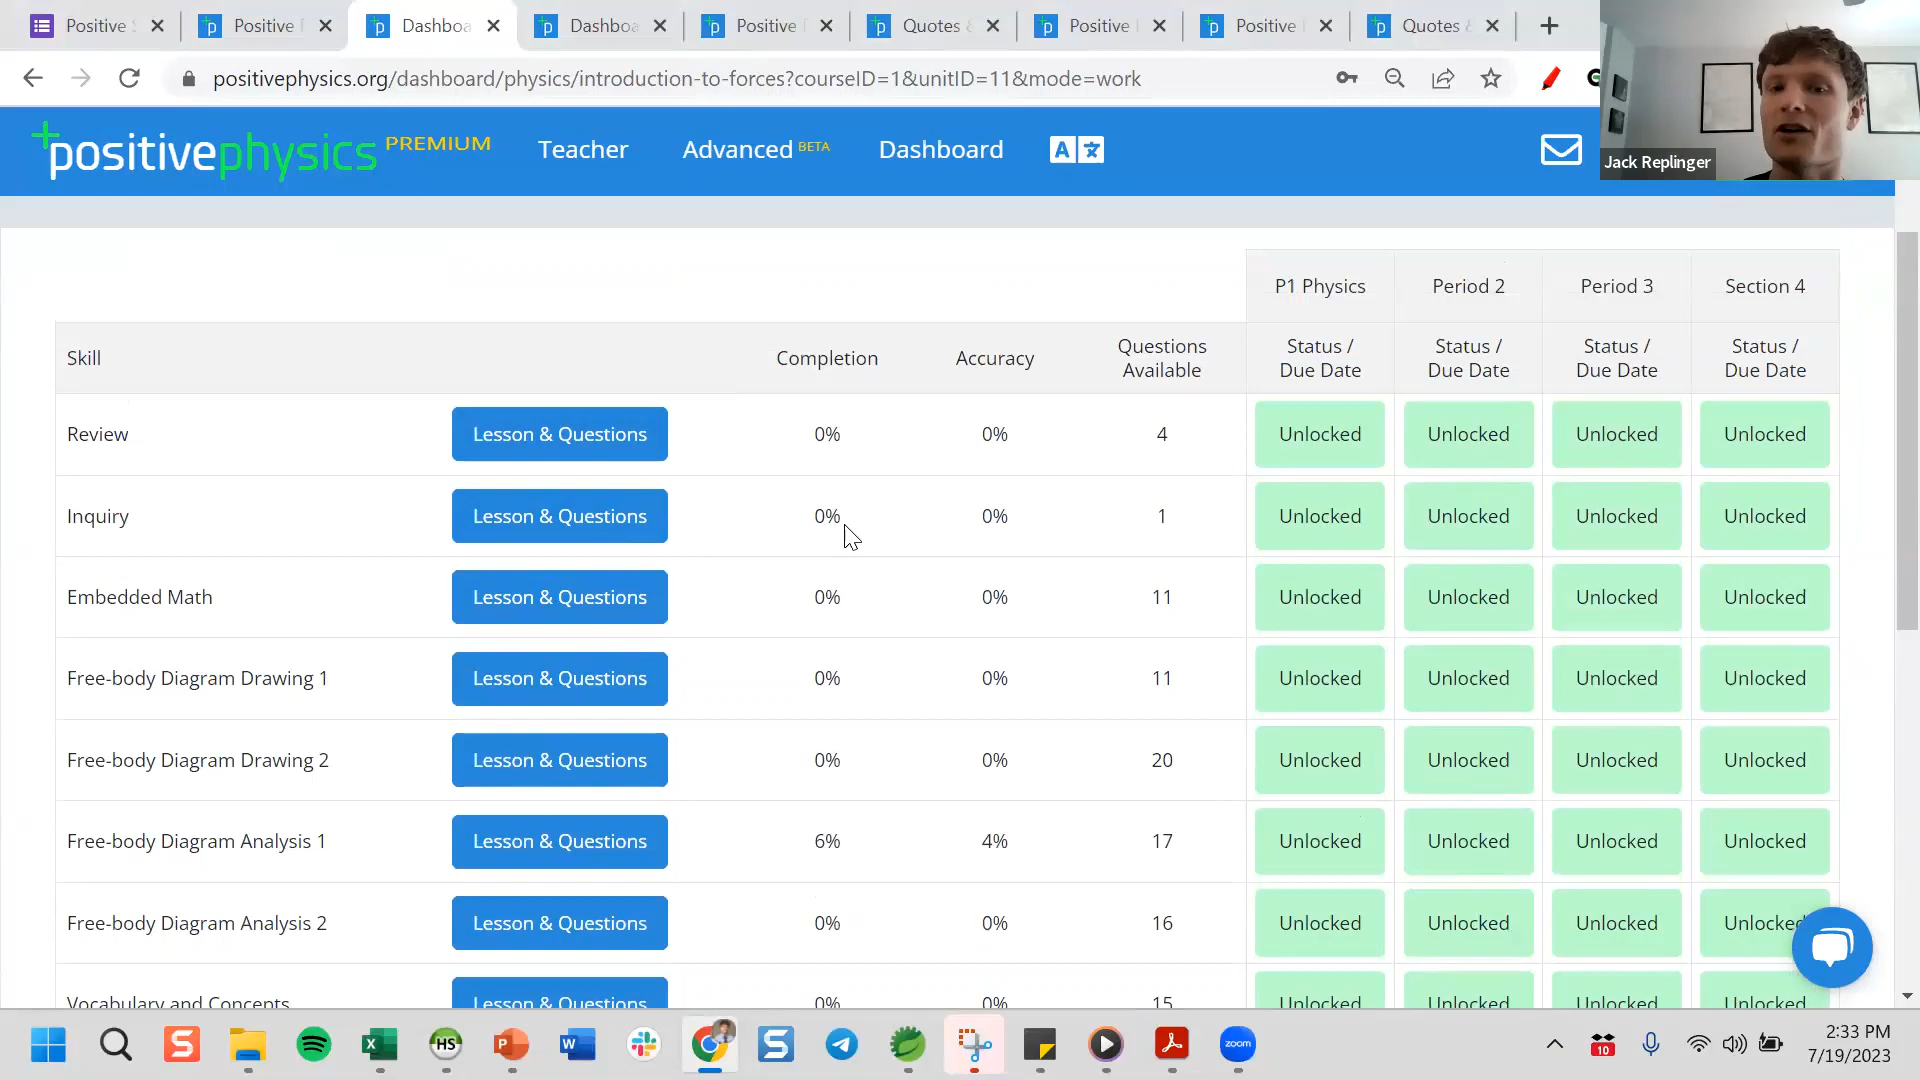 Positive
Positive
Dashboa
Dashboa
Positive
Quotes
Positive
Positive
Quotes
positivephysics.org/dashboard/physics/introduction-to-forces?courseID=1&unitID=11&mode=work
positivephysics PREMIUM
Teacher
Advanced BETA
Dashboard
A
Jack Replinger
P1 Physics Period 2 Period 3 Section 4
Skill Completion Accuracy Questions Available Status / Due Date Status / Due Date Status / Due Date Status / Due Date
Review Lesson & Questions 0% 0% 4 Unlocked Unlocked Unlocked Unlocked
Inquiry Lesson & Questions 0% 0% 1 Unlocked Unlocked Unlocked Unlocked
Embedded Math Lesson & Questions 0% 0% 11 Unlocked Unlocked Unlocked Unlocked
Free-body Diagram Drawing 1 Lesson & Questions 0% 0% 11 Unlocked Unlocked Unlocked Unlocked
Free-body Diagram Drawing 2 Lesson & Questions 0% 0% 20 Unlocked Unlocked Unlocked Unlocked
Free-body Diagram Analysis 1 Lesson & Questions 6% 4% 17 Unlocked Unlocked Unlocked Unlocked
Free-body Diagram Analysis 2 Lesson & Questions 0% 0% 16 Unlocked Unlocked Unlocked Unlocked
Vocabulary and Concepts Lesson & Questions 0% 0% 15 Unlocked Unlocked Unlocked Unlocked
HS
zoom
10
2:33 PM
7/19/2023